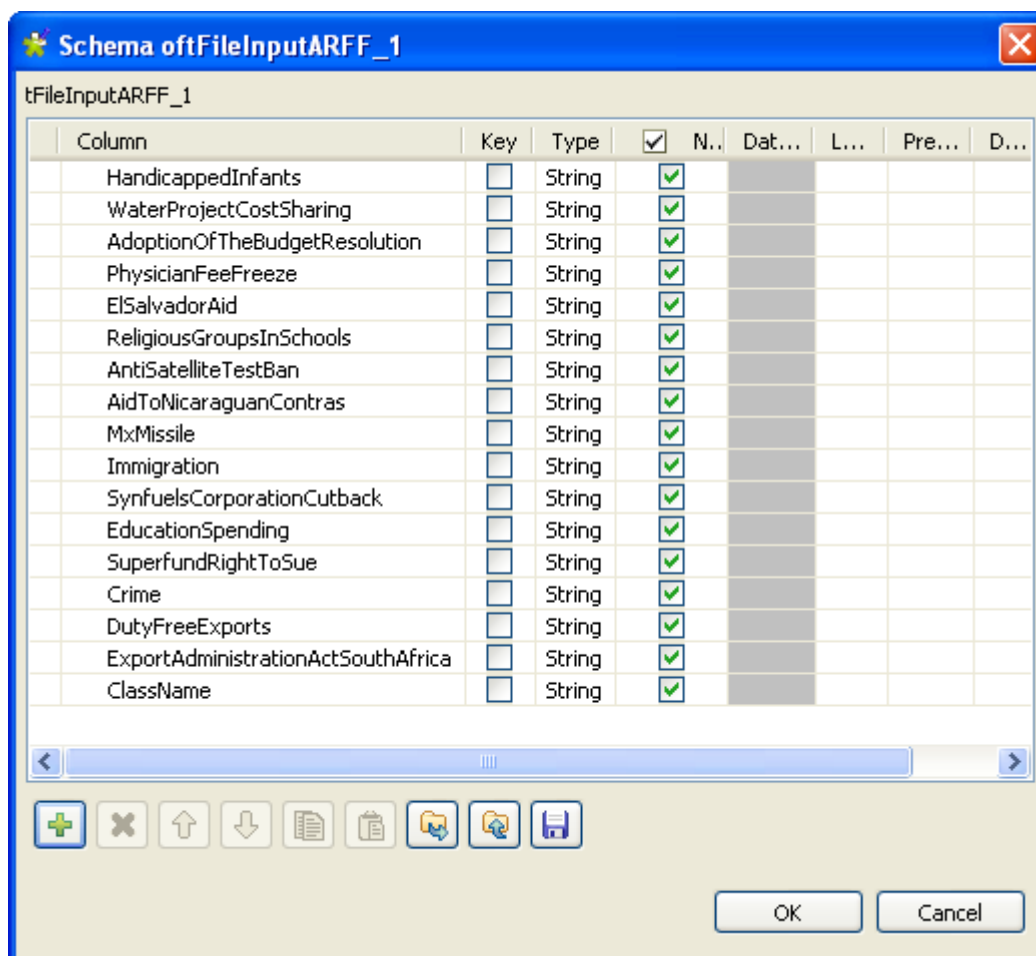 Schema oftFileInputARFF_1
tFileInputARFF_1
Column Key Type N.. Dat... L... Pre... D...
HandicappedInfants String
WaterProjectCostSharing String
AdoptionOfTheBudgetResolution String
PhysicianFeeFreeze String
ElSalvadorAid String
ReligiousGroupsInSchools String
AntiSatelliteTestBan String
AidToNicaraguanContras String
MxMissile String
Immigration String
SynfuelsCorporationCutback String
EducationSpending String
SuperfundRightToSue String
Crime String
DutyFreeExports String
ExportAdministrationActSouthAfrica String
ClassName String
OK Cancel